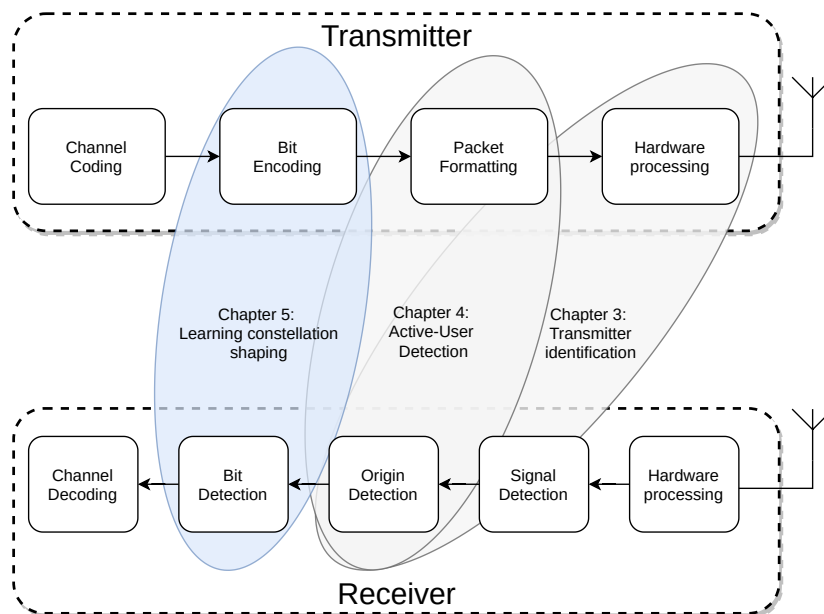 Transmitter
Channel
Coding
Bit
Encoding
Packet
Formatting
Hardware
processing
Chapter 5:
Learning constellation
shaping
Chapter 4:
Active-User
Detection
Chapter 3:
Transmitter
identification
Channel
Decoding
Bit
Detection
Origin
Detection
Signal
Detection
Hardware
processing
Receiver